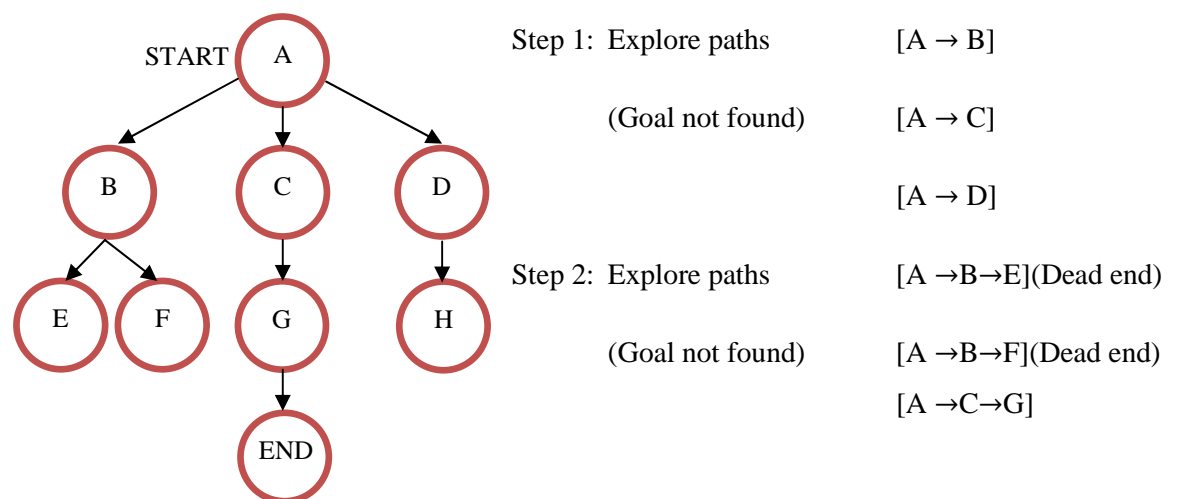 START
A
B
C
D
E
F
G
H
END
Step 1: Explore paths [A → B]
(Goal not found) [A → C]
[A → D]
Step 2: Explore paths [A →B→E](Dead end)
(Goal not found) [A →B→F](Dead end)
[A →C→G]